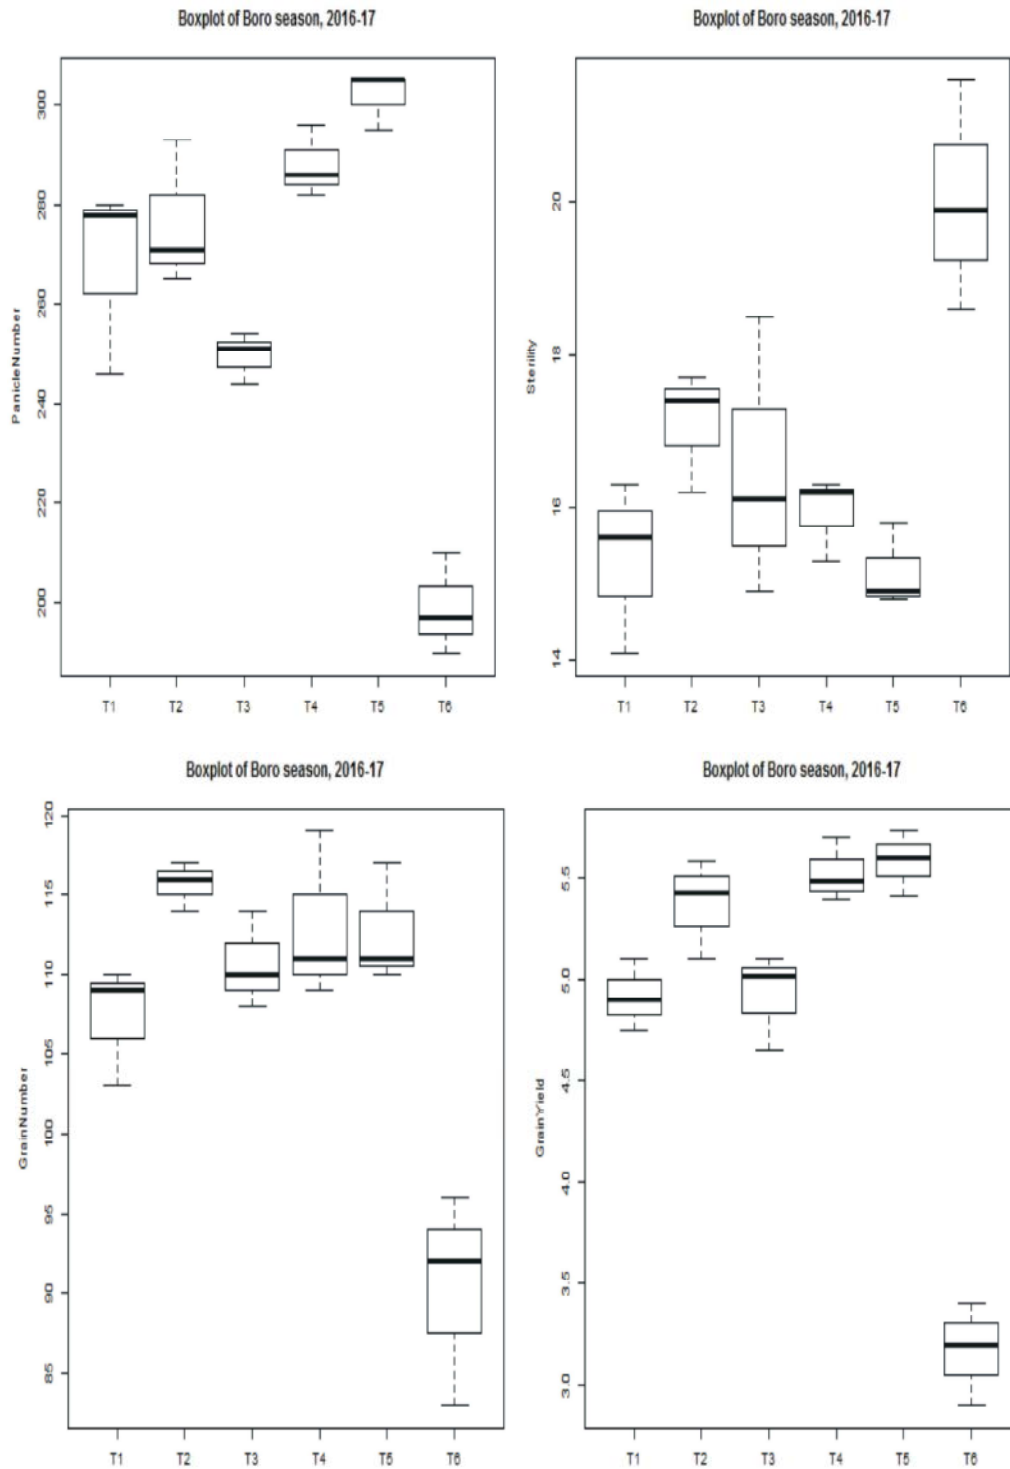 Boxplot of Boro season, 2016-17
PanicleNumber
300
280
260
240
220
200
T1 T2 T3 T4 T5 T6
Boxplot of Boro season, 2016-17
Sterility
20
18
16
14
T1 T2 T3 T4 T5 T6
Boxplot of Boro season, 2016-17
GrainNumber
120
115
110
105
100
95
90
85
T1 T2 T3 T4 T5 T6
Boxplot of Boro season, 2016-17
GrainYield
5.5
5.0
4.5
4.0
3.5
3.0
T1 T2 T3 T4 T5 T6